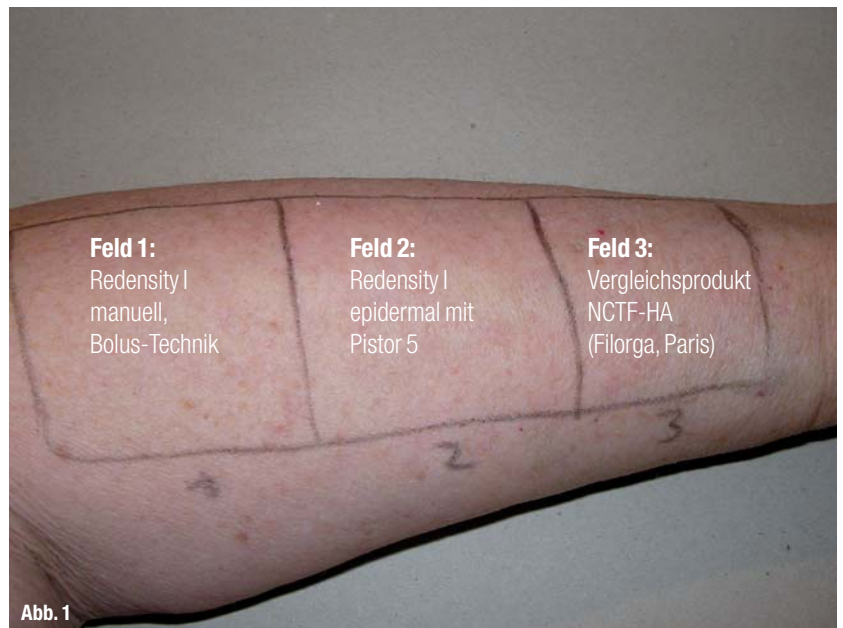 Feld 1:
Redensity I
manuell,
Bolus-Technik
Feld 2:
Redensity I
epidermal mit
Pistor 5
Feld 3:
Vergleichsprodukt
NCTF-HA
(Filorga, Paris)
1
2
3
Abb. 1